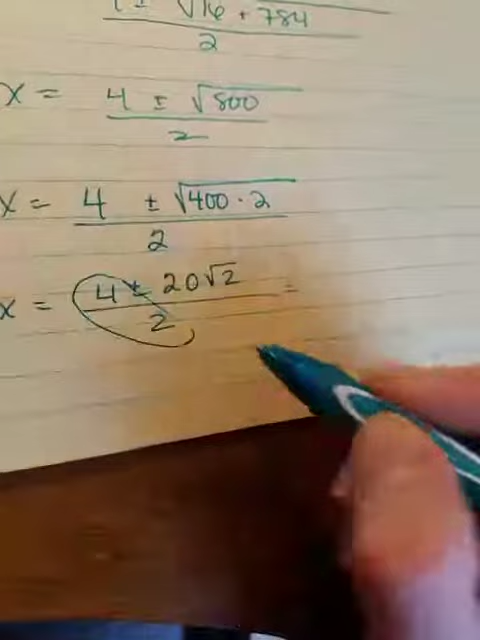 ± √16 + 784
2
x = 4 ± √800
2
x = 4 ± √400 · 2
2
x = 4 ± 20√2 =
2